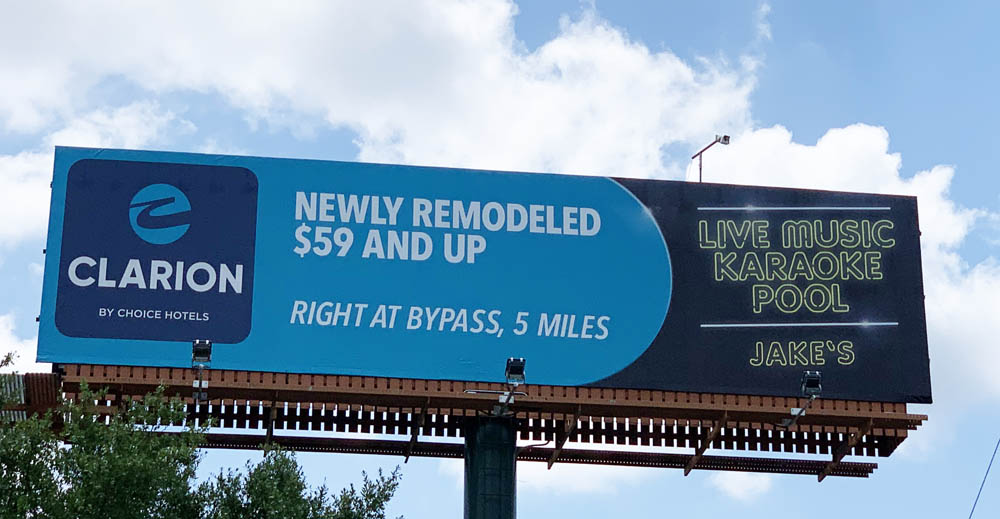 CLARION
BY CHOICE HOTELS
NEWLY REMODELED
$59 AND UP
RIGHT AT BYPASS, 5 MILES
LIVE MUSIC
KARAOKE
POOL
JAKE'S